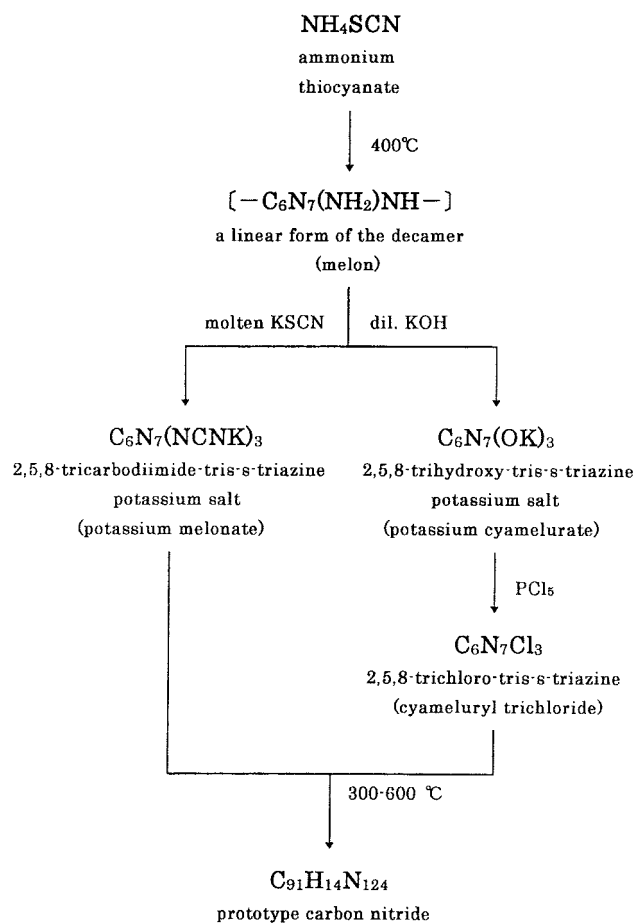 NH₄SCN
ammonium
thiocyanate
400℃
〔－C₆N₇(NH₂)NH－〕
a linear form of the decamer
(melon)
molten KSCN
dil. KOH
C₆N₇(NCNK)₃
2,5,8-tricarbodiimide-tris-s-triazine
potassium salt
(potassium melonate)
C₆N₇(OK)₃
2,5,8-trihydroxy-tris-s-triazine
potassium salt
(potassium cyamelurate)
PCl₅
C₆N₇Cl₃
2,5,8-trichloro-tris-s-triazine
(cyameluryl trichloride)
300-600 ℃
C₉₁H₁₄N₁₂₄
prototype carbon nitride